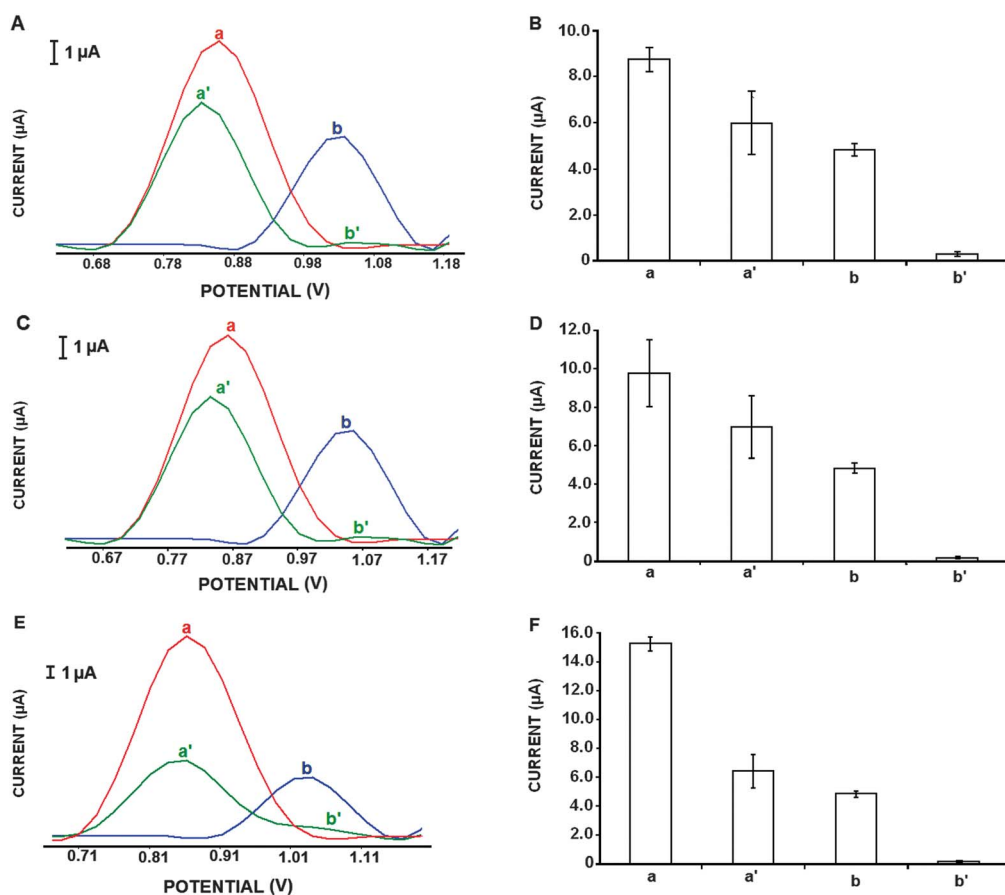 A
1 µA
a
a'
b
b'
CURRENT (µA)
0.68 0.78 0.88 0.98 1.08 1.18
POTENTIAL (V)
B
10.0
8.0
6.0
4.0
2.0
0
CURRENT (µA)
a a' b b'
C
1 µA
a
a'
b
b'
CURRENT (µA)
0.67 0.77 0.87 0.97 1.07 1.17
POTENTIAL (V)
D
12.0
10.0
8.0
6.0
4.0
2.0
0
CURRENT (µA)
a a' b b'
E
1 µA
a
a'
b
b'
CURRENT (µA)
0.71 0.81 0.91 1.01 1.11
POTENTIAL (V)
F
16.0
14.0
12.0
10.0
8.0
6.0
4.0
2.0
0
CURRENT (µA)
a a' b b'